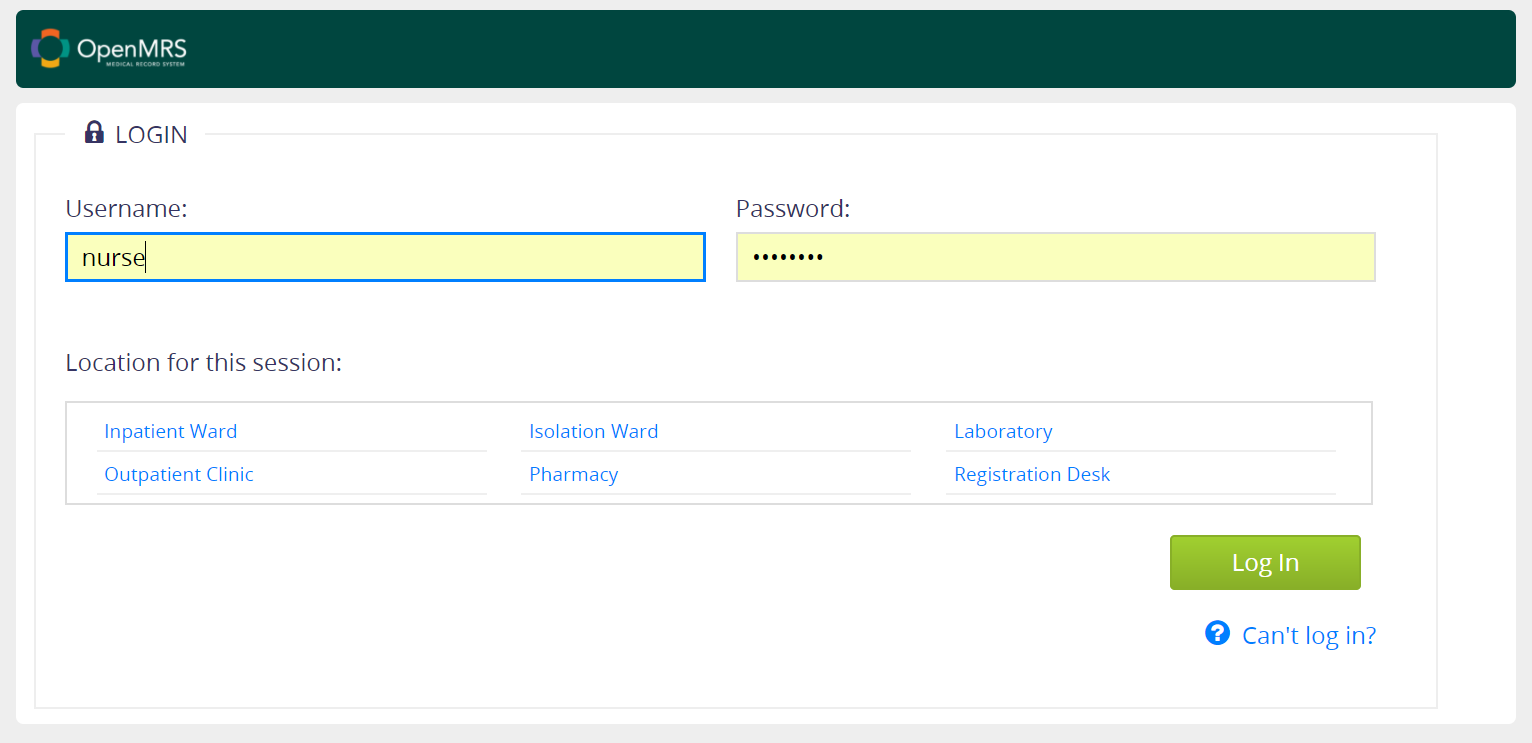 OpenMRS
MEDICAL RECORD SYSTEM
LOGIN
Username: Password:
nurse ••••••••
Location for this session:
Inpatient Ward Isolation Ward Laboratory
Outpatient Clinic Pharmacy Registration Desk
Log In
? Can't log in?